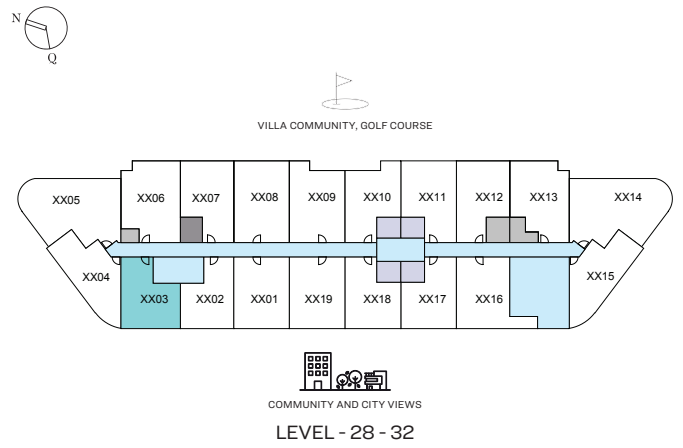 N
Q
VILLA COMMUNITY, GOLF COURSE
XX05
XX06
XX07
XX08
XX09
XX10
XX11
XX12
XX13
XX14
XX04
XX03
XX02
XX01
XX19
XX18
XX17
XX16
XX15
COMMUNITY AND CITY VIEWS
LEVEL - 28 - 32